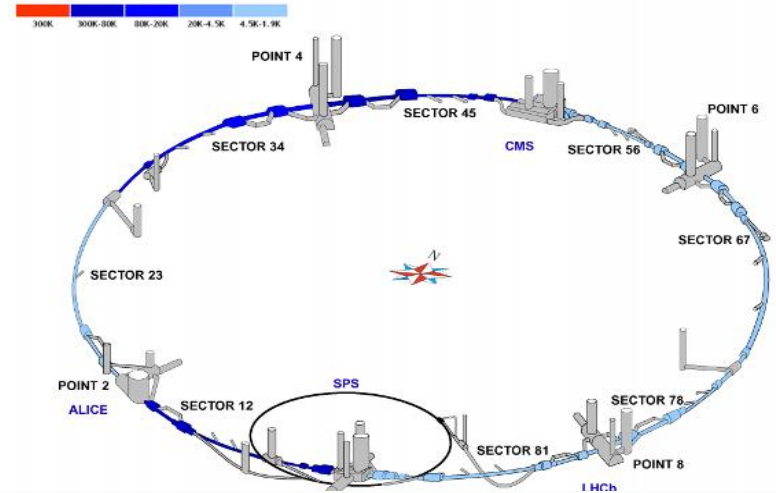 300K 300K-80K 80K-20K 20K-4.5K 4.5K-1.9K
POINT 4
SECTOR 45
POINT 6
SECTOR 34
CMS
SECTOR 56
SECTOR 67
N
SECTOR 23
POINT 2
ALICE
SECTOR 12
SPS
SECTOR 78
SECTOR 81
POINT 8
LHCb